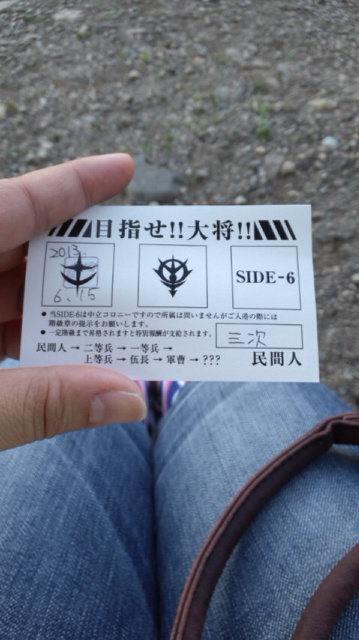 目指せ!!大将!!
2013.
6.15
SIDE-6
● 当SIDE-6は中立コロニーですので所属は問いませんがご入港の際には
階級章の提示をお願いします。
● 一定階級まで昇格されますと特別報酬が支給されます。
三次
民間人 → 二等兵 → 一等兵 →
上等兵 → 伍長 → 軍曹 → ???
民間人